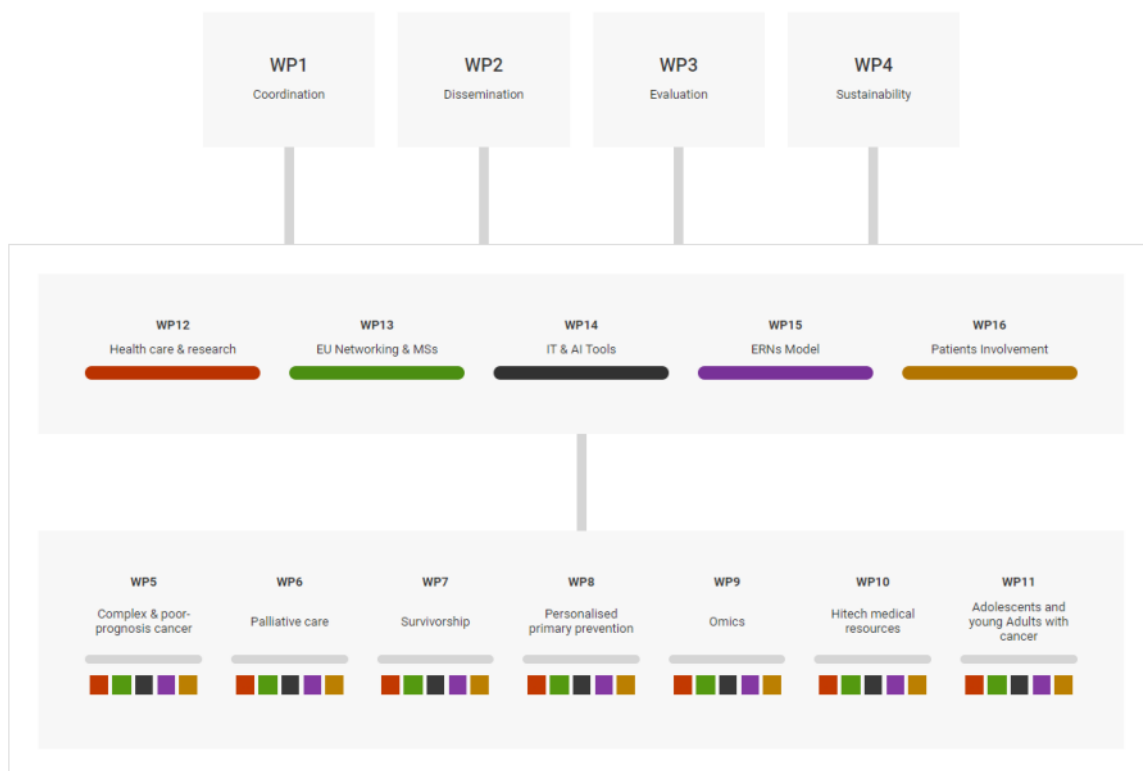 WP1
Coordination
WP2
Dissemination
WP3
Evaluation
WP4
Sustainability
WP12
Health care & research
WP13
EU Networking & MSs
WP14
IT & AI Tools
WP15
ERNs Model
WP16
Patients Involvement
WP5
Complex & poor-
prognosis cancer
WP6
Palliative care
WP7
Survivorship
WP8
Personalised
primary prevention
WP9
Omics
WP10
Hitech medical
resources
WP11
Adolescents and
young Adults with
cancer